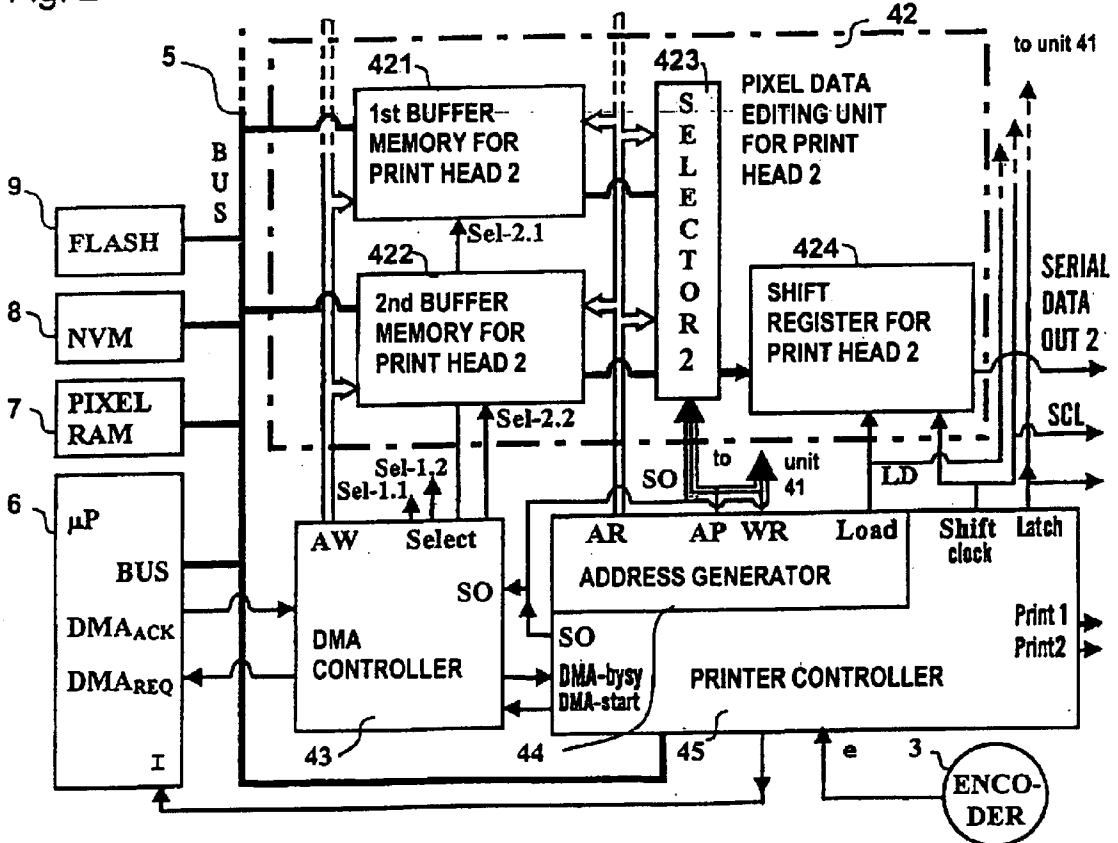 Fig. 2
42
to unit 41
5
421
423
1st BUFFER
MEMORY FOR
PRINT HEAD 2
SELECTOR 2
PIXEL DATA
EDITING UNIT
FOR PRINT
HEAD 2
BUS
9
FLASH
Sel-2.1
422
424
2nd BUFFER
MEMORY FOR
PRINT HEAD 2
SHIFT
REGISTER FOR
PRINT HEAD 2
SERIAL
DATA
OUT 2
8
NVM
7
PIXEL
RAM
Sel-2.2
SCL
Sel-1.2
Sel-1.1
SO
to unit
41
LD
6
µP
BUS
DMAACK
DMAREQ
I
AW
Select
SO
DMA
CONTROLLER
43
AR
AP
WR
Load
Shift
clock
Latch
ADDRESS GENERATOR
SO
DMA-bysy
DMA-start
PRINTER CONTROLLER
Print 1
Print2
44
45
e
3
ENCO-
DER